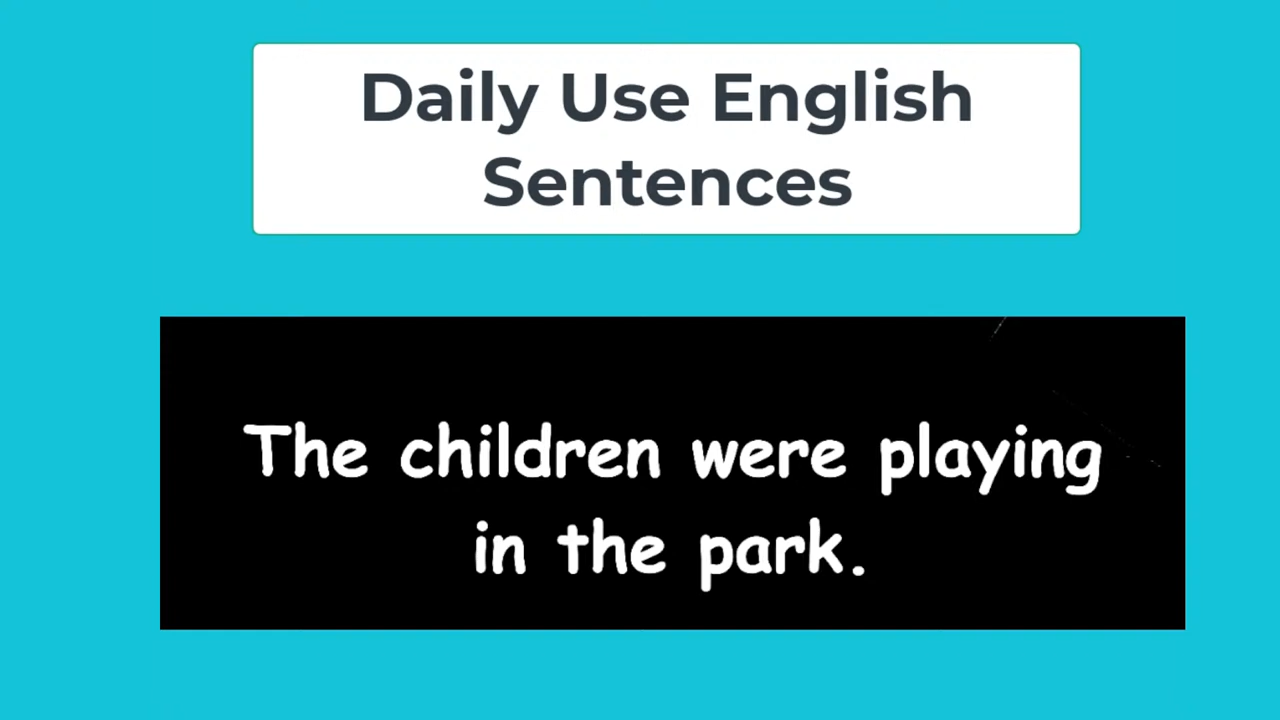 Daily Use English
Sentences
The children were playing
in the park.